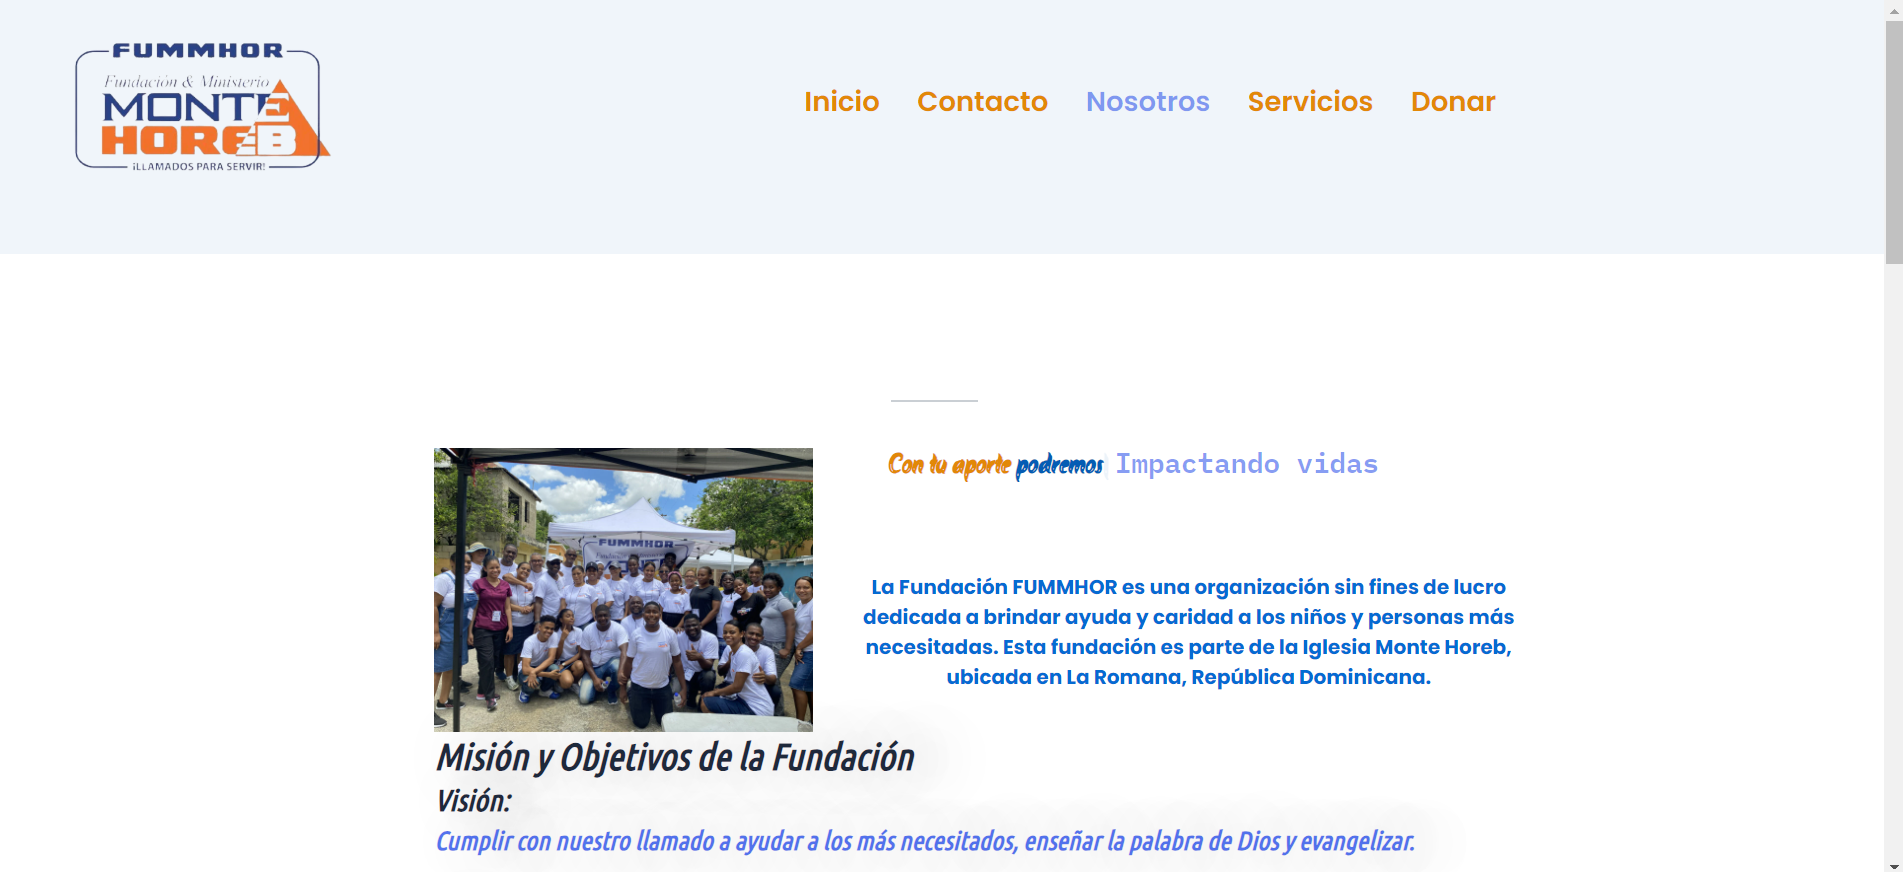 FUMMHOR
Fundación & Ministerio
MONTE
HOREB
¡LLAMADOS PARA SERVIR!
Inicio Contacto Nosotros Servicios Donar
Con tu aporte podremos Impactando vidas
FUMMHOR
La Fundación FUMMHOR es una organización sin fines de lucro
dedicada a brindar ayuda y caridad a los niños y personas más
necesitadas. Esta fundación es parte de la Iglesia Monte Horeb,
ubicada en La Romana, República Dominicana.
Misión y Objetivos de la Fundación
Visión:
Cumplir con nuestro llamado a ayudar a los más necesitados, enseñar la palabra de Dios y evangelizar.